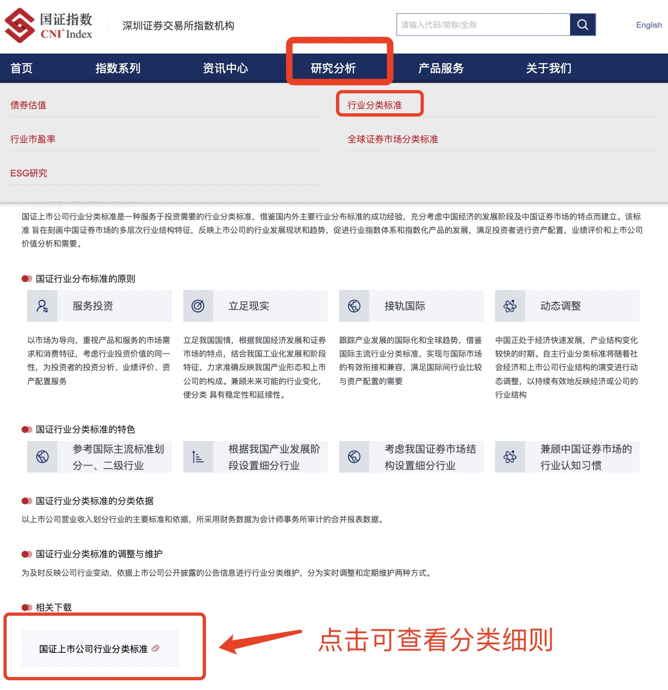 国证指数
CNI Index
深圳证券交易所指数机构
请输入代码/简称/全称
English
首页
指数系列
资讯中心
研究分析
产品服务
关于我们
债券估值
行业分类标准
行业市盈率
全球证券市场分类标准
ESG研究
国证上市公司行业分类标准是一种服务于投资需要的行业分类标准，借鉴国内外主要行业分布标准的成功经验，充分考虑中国经济的发展阶段及中国证券市场的特点而建立。该标
准 旨在刻画中国证券市场的多层次行业结构特征，反映上市公司的行业发展现状和趋势，促进行业指数体系和指数化产品的发展，满足投资者进行资产配置，业绩评价和上市公司
价值分析和需要。
国证行业分布标准的原则
服务投资
立足现实
接轨国际
动态调整
以市场为导向，重视产品和服务的市场需
求和消费特征，考虑行业投资价值的同一
性，为投资者的投资分析、业绩评价、资
产配置服务
立足我国国情，根据我国经济发展和证券
市场的特点，结合我国工业化发展和阶段
特征，力求准确反映我国产业形态和上市
公司的构成。兼顾未来可能的行业变化，
使分类 具有稳定性和延续性。
跟踪产业发展的国际化和全球趋势，借鉴
国际主流行业分类标准，实现与国际市场
的有效衔接和兼容，满足国际间行业比较
与资产配置的需要
中国正处于经济快速发展，产业结构变化
较快的时期。自主行业分类标准将随着社
会经济和上市公司行业结构的演变进行动
态调整，以持续有效地反映经济或公司的
行业结构
国证行业分类标准的特色
参考国际主流标准划
分一、二级行业
根据我国产业发展阶
段设置细分行业
考虑我国证券市场结
构设置细分行业
兼顾中国证券市场的
行业认知习惯
国证行业分类标准的分类依据
以上市公司营业收入划分行业的主要标准和依据，所采用财务数据为会计师事务所审计的合并报表数据。
国证行业分类标准的调整与维护
为及时反映公司行业变动，依据上市公司公开披露的公告信息进行行业分类维护，分为实时调整和定期维护两种方式。
相关下载
国证上市公司行业分类标准
点击可查看分类细则